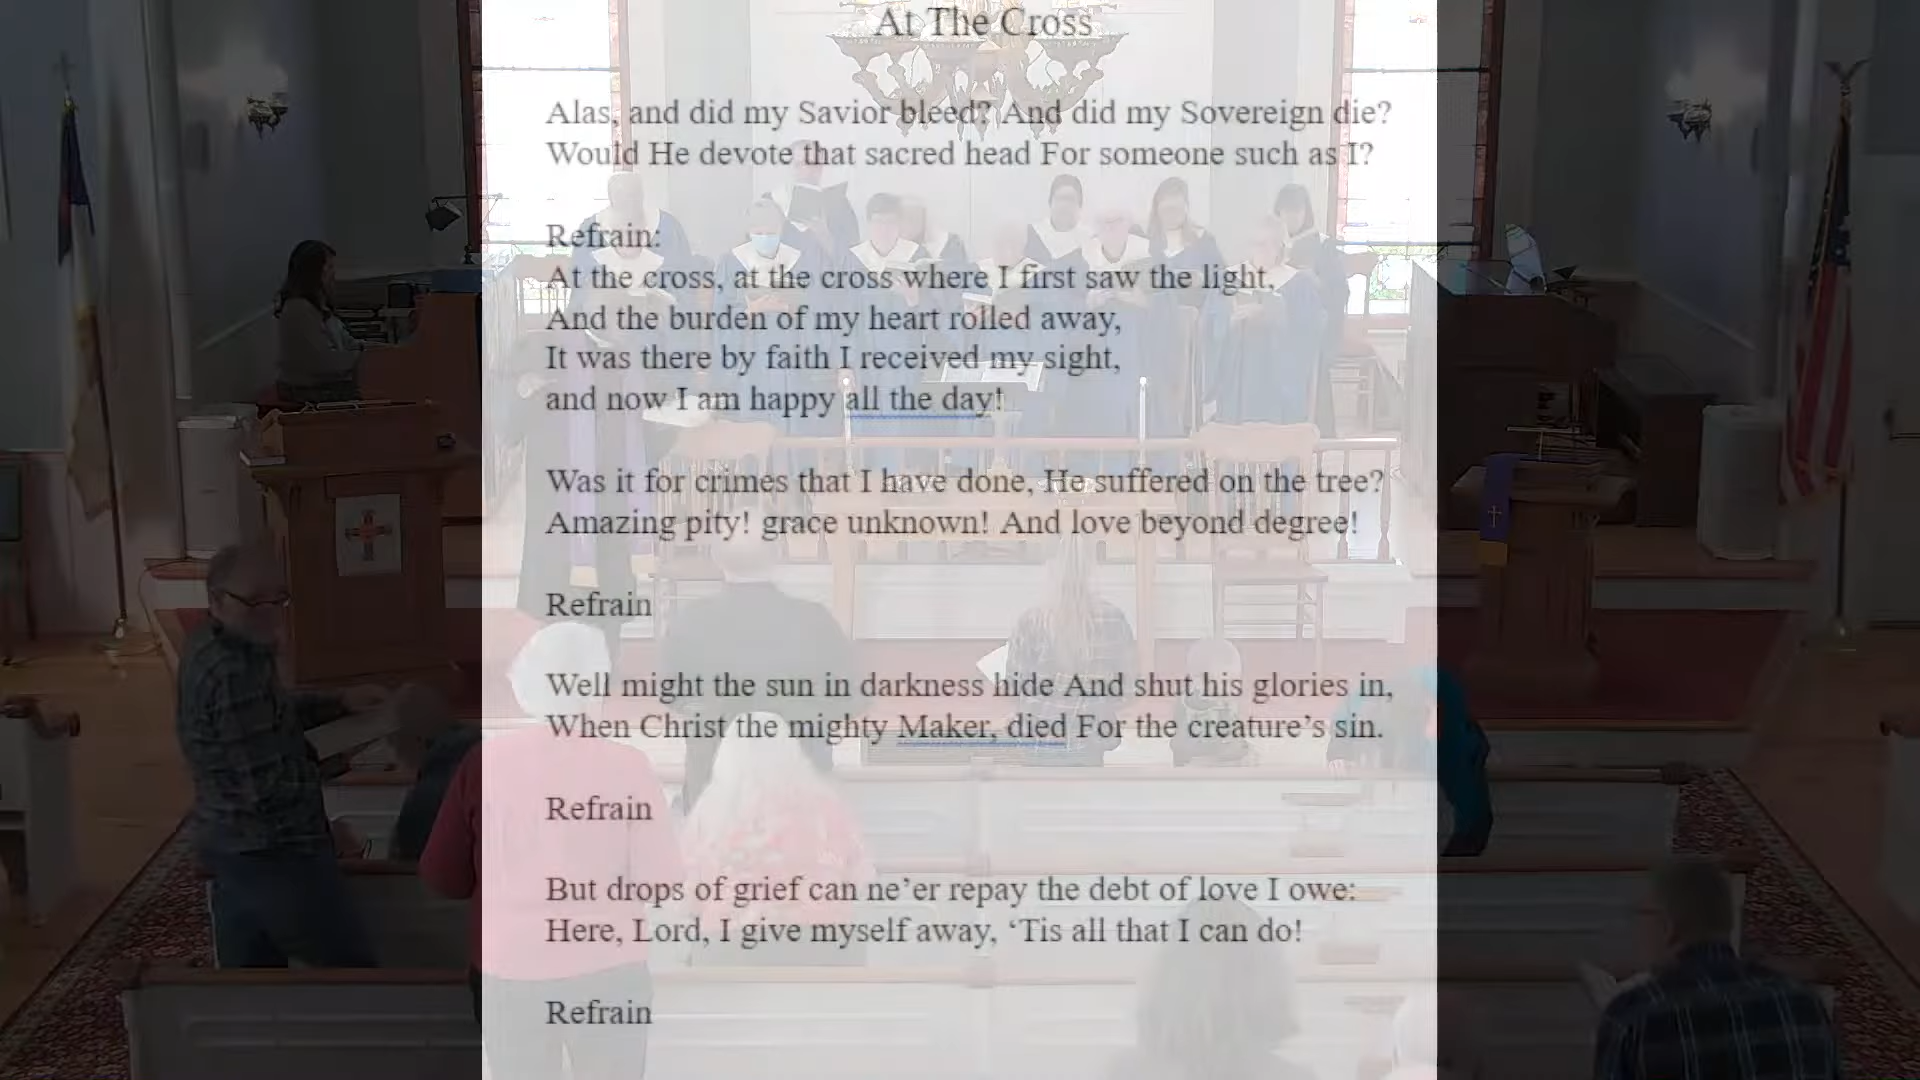 At The Cross
Alas, and did my Savior bleed? And did my Sovereign die?
Would He devote that sacred head For someone such as I?
Refrain:
At the cross, at the cross where I first saw the light,
And the burden of my heart rolled away,
It was there by faith I received my sight,
and now I am happy all the day!
Was it for crimes that I have done, He suffered on the tree?
Amazing pity! grace unknown! And love beyond degree!
Refrain
Well might the sun in darkness hide And shut his glories in,
When Christ the mighty Maker, died For the creature’s sin.
Refrain
But drops of grief can ne’er repay the debt of love I owe:
Here, Lord, I give myself away, ‘Tis all that I can do!
Refrain